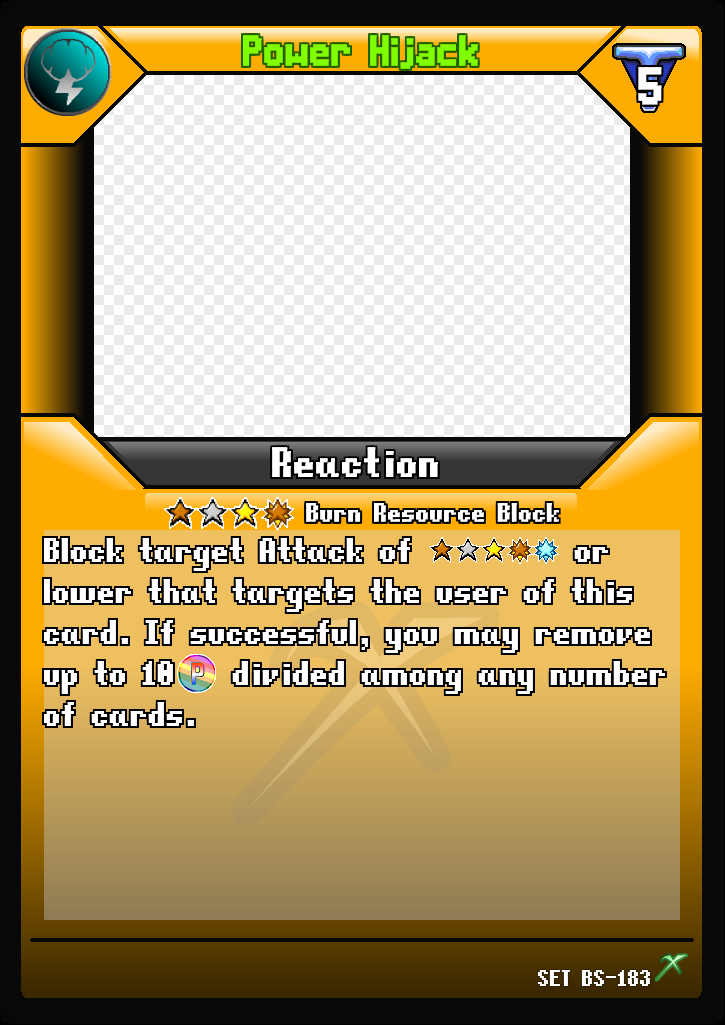 Power Hijack
5
Reaction
Burn Resource Block
Block target Attack of or
lower that targets the user of this
card. If successful, you may remove
up to 10 P divided among any number
of cards.
SET BS-183